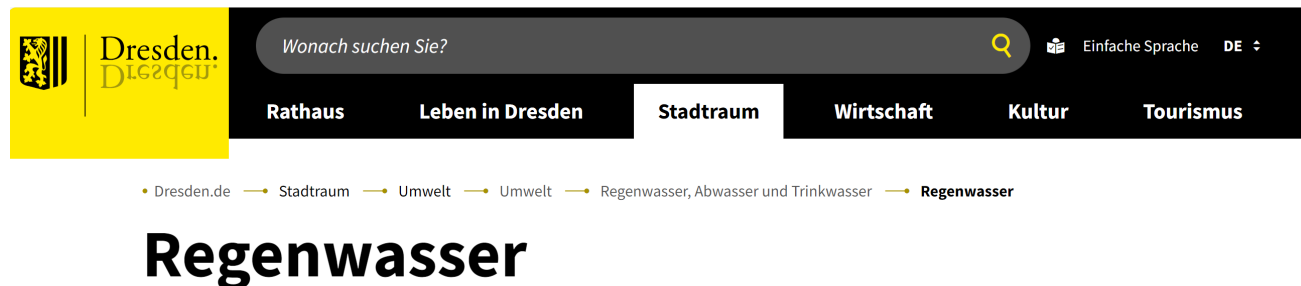 Dresden.
Dresden.
Wonach suchen Sie?
Einfache Sprache DE
Rathaus Leben in Dresden Stadtraum Wirtschaft Kultur Tourismus
Dresden.de Stadtraum Umwelt Umwelt Regenwasser, Abwasser und Trinkwasser Regenwasser
Regenwasser